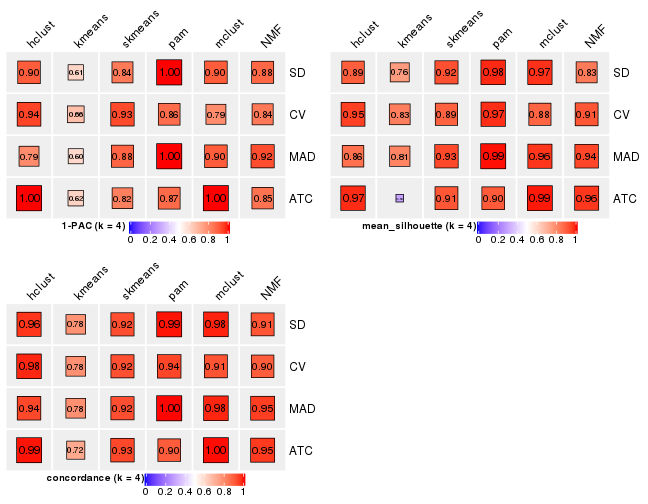 hclust kmeans skmeans pam mclust NMF
0.90 0.61 0.84 1.00 0.90 0.88 SD
0.94 0.66 0.93 0.86 0.79 0.84 CV
0.79 0.60 0.88 1.00 0.90 0.92 MAD
1.00 0.62 0.82 0.87 1.00 0.85 ATC
1-PAC (k = 4)
0 0.2 0.4 0.6 0.8 1
hclust kmeans skmeans pam mclust NMF
0.89 0.76 0.92 0.98 0.97 0.83 SD
0.95 0.83 0.89 0.97 0.88 0.91 CV
0.86 0.81 0.93 0.99 0.96 0.94 MAD
0.97 0.91 0.90 0.99 0.96 ATC
mean_silhouette (k = 4)
0 0.2 0.4 0.6 0.8 1
hclust kmeans skmeans pam mclust NMF
0.96 0.78 0.92 0.99 0.98 0.91 SD
0.98 0.78 0.92 0.94 0.91 0.90 CV
0.94 0.78 0.92 1.00 0.98 0.95 MAD
0.99 0.72 0.93 0.90 1.00 0.95 ATC
concordance (k = 4)
0 0.2 0.4 0.6 0.8 1